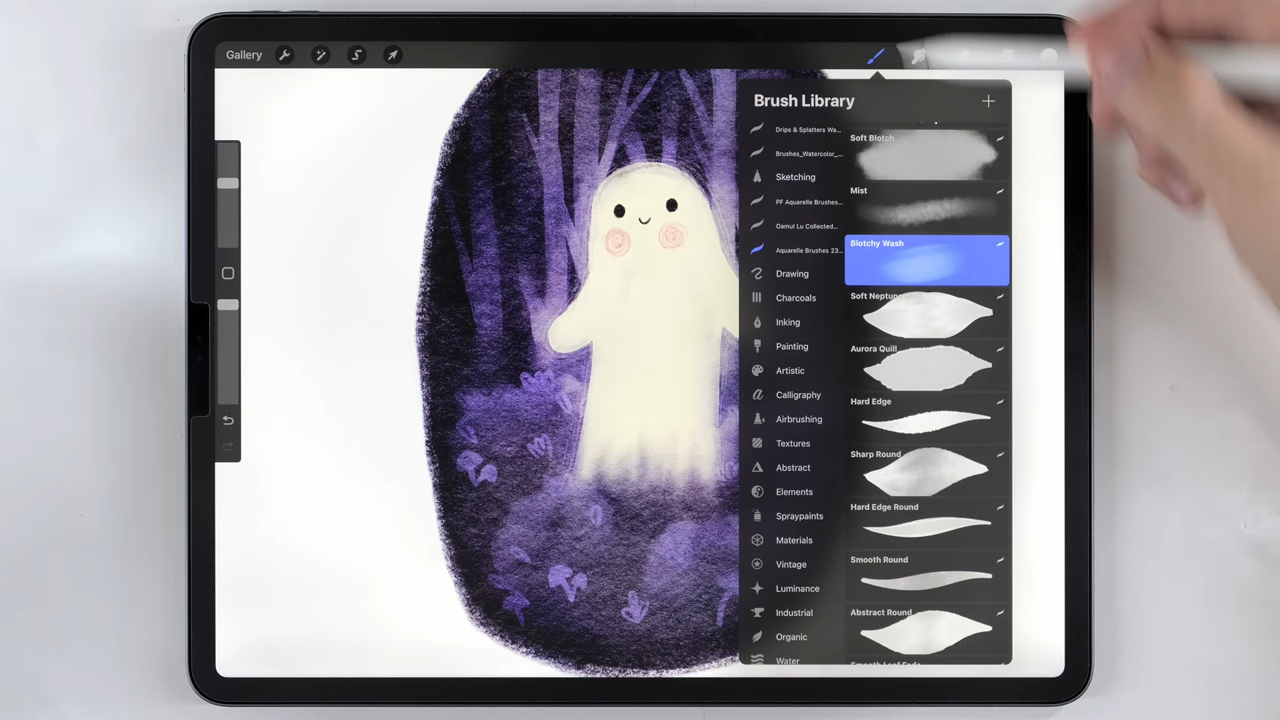 Gallery
Brush Library
Drips & Splatters Wa...
Brushes_Watercolor_...
Sketching
PF Aquarelle Brushes...
Oamul Lu Collected...
Aquarelle Brushes 23...
Drawing
Charcoals
Inking
Painting
Artistic
Calligraphy
Airbrushing
Textures
Abstract
Elements
Spraypaints
Materials
Vintage
Luminance
Industrial
Organic
Water
Soft Blotch
Mist
Blotchy Wash
Soft Neptune
Aurora Quill
Hard Edge
Sharp Round
Hard Edge Round
Smooth Round
Abstract Round